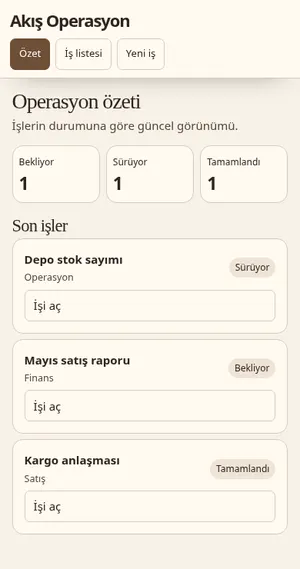 Akış Operasyon
Özet
İş listesi
Yeni iş
Operasyon özeti
İşlerin durumuna göre güncel görünümü.
Bekliyor
1
Sürüyor
1
Tamamlandı
1
Son işler
Depo stok sayımı
Operasyon
Sürüyor
İşi aç
Mayıs satış raporu
Finans
Bekliyor
İşi aç
Kargo anlaşması
Satış
Tamamlandı
İşi aç